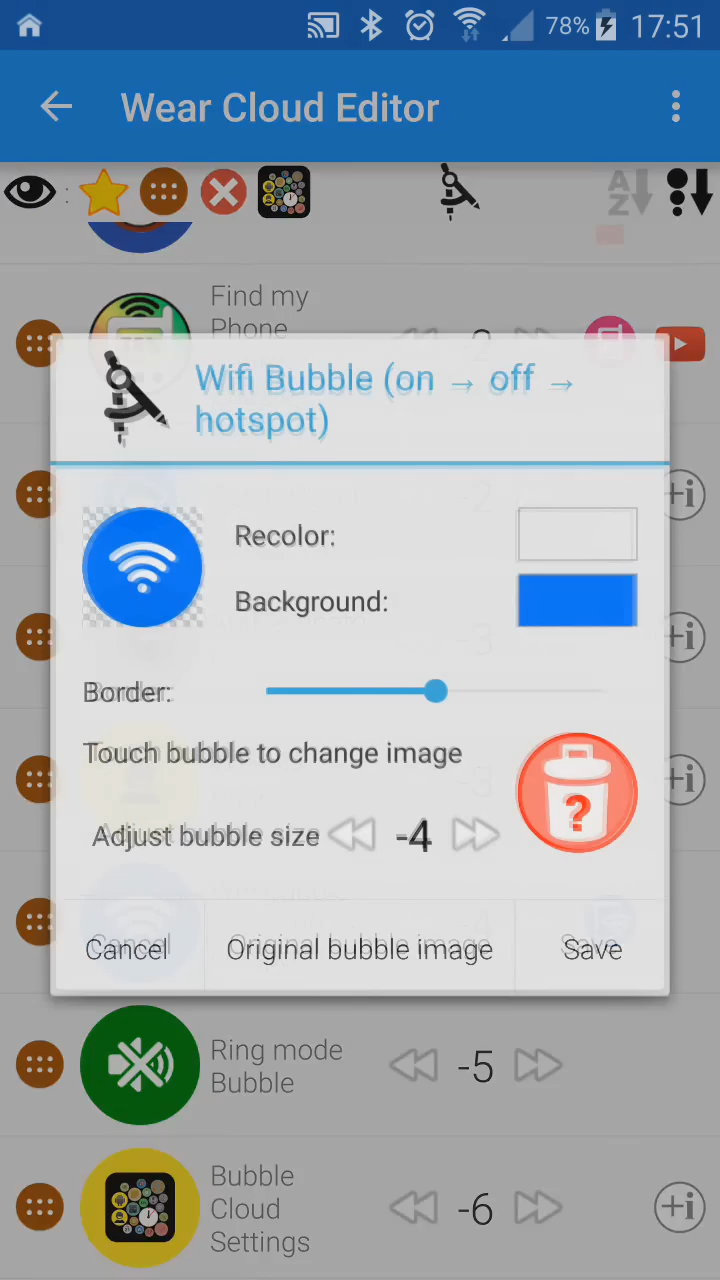 78% 17:51
Wear Cloud Editor
:
A
Z
Find my
Phone
Wifi Bubble (on → off →
hotspot)
Recolor:
Background:
Border:
Touch bubble to change image
?
Adjust bubble size -4
Cancel Original bubble image Save
+i
+i
+i
Ring mode
Bubble
-5
Bubble
Cloud
Settings
-6
+i